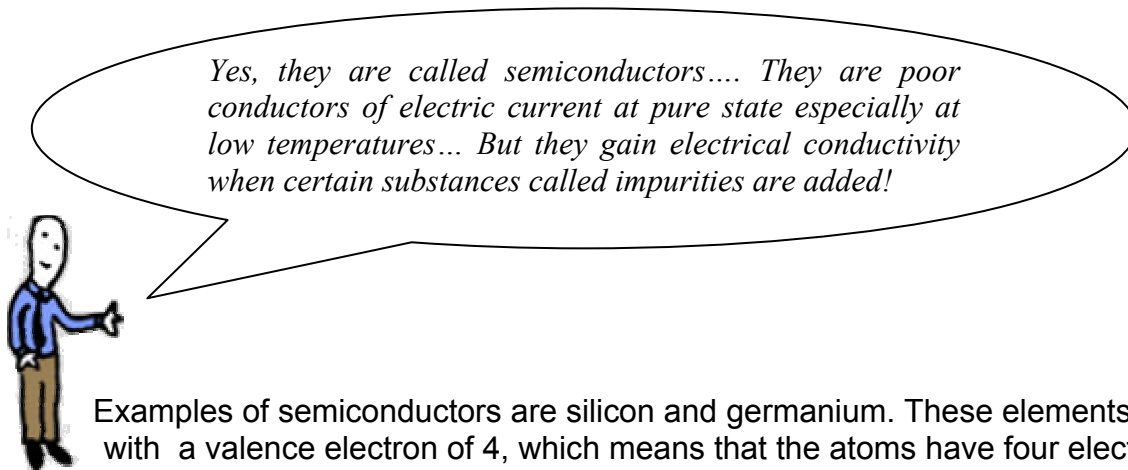 Yes, they are called semiconductors…. They are poor
conductors of electric current at pure state especially at
low temperatures… But they gain electrical conductivity
when certain substances called impurities are added!
Examples of semiconductors are silicon and germanium. These elements
with a valence electron of 4, which means that the atoms have four